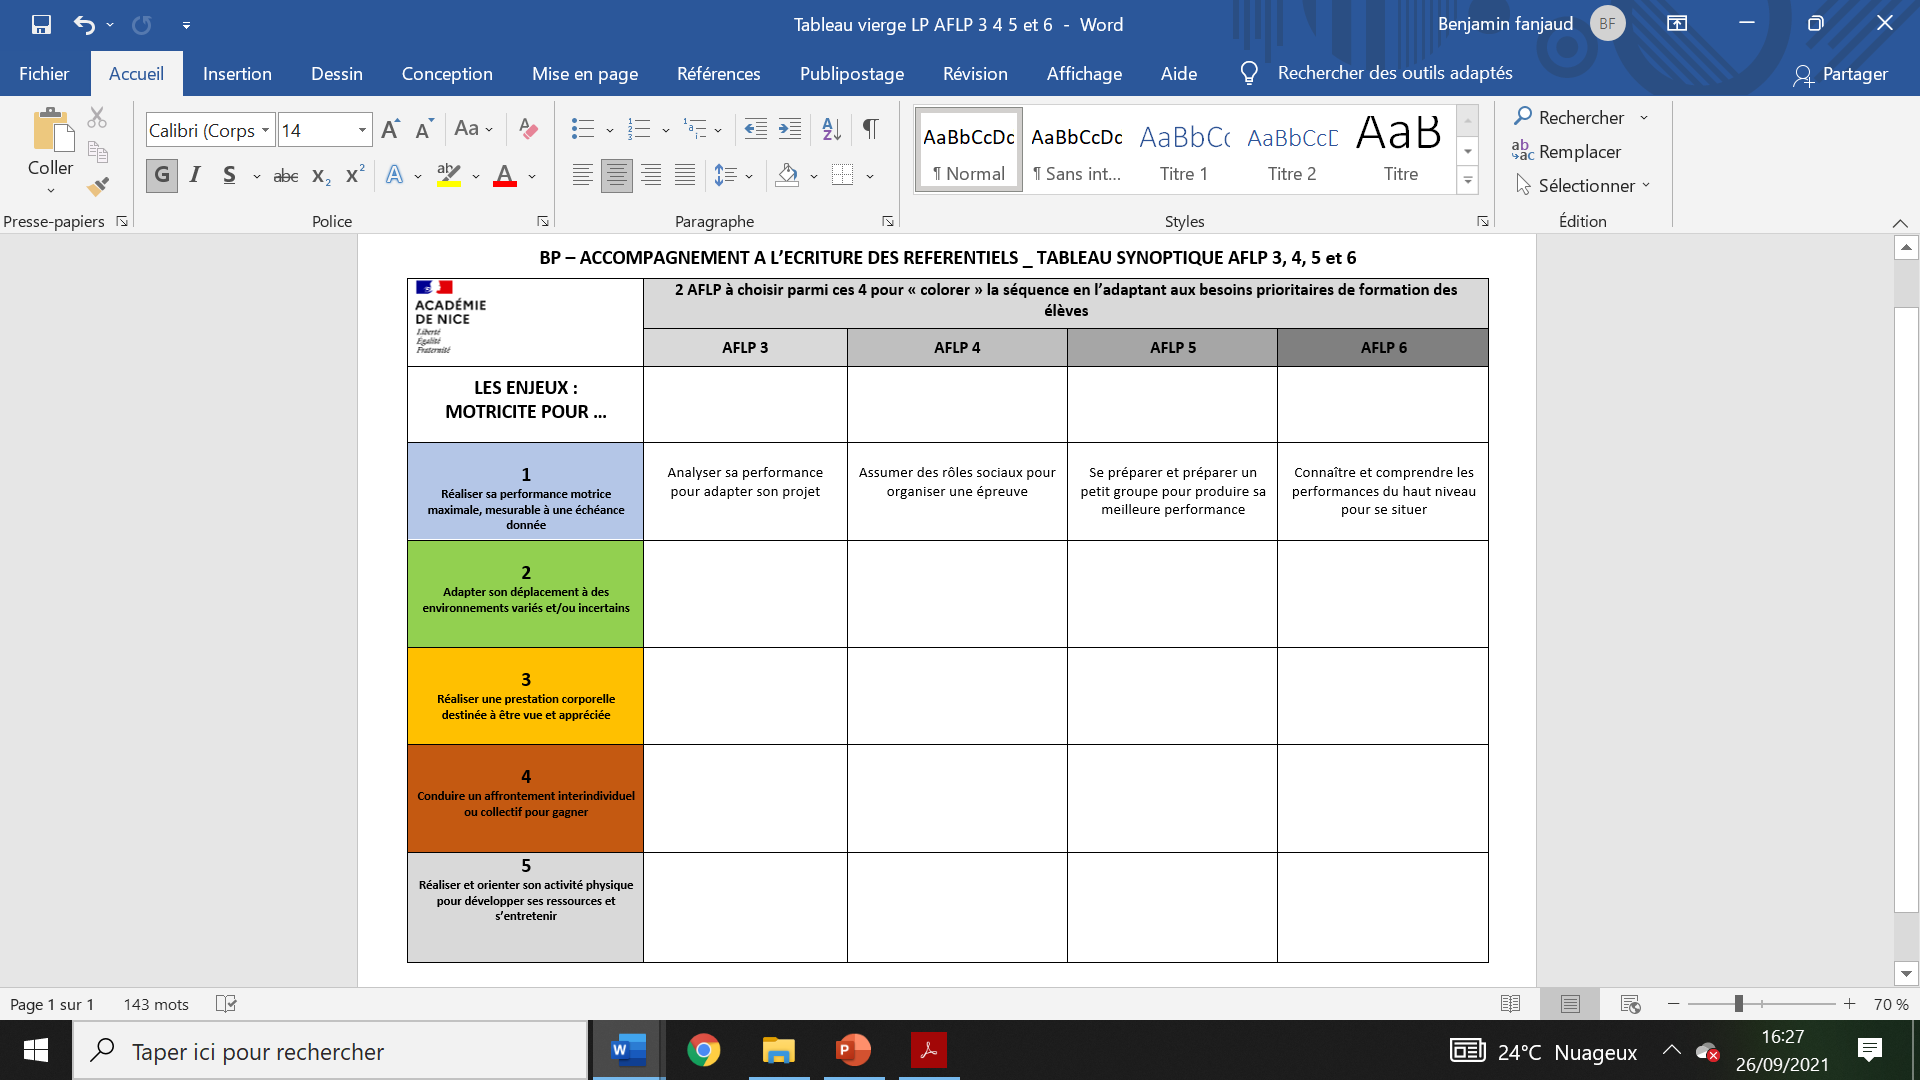 Tableau vierge LP AFLP 3 4 5 et 6 - Word
Benjamin fanjaud
BF
Fichier
Accueil
Insertion
Dessin
Conception
Mise en page
Références
Publipostage
Révision
Affichage
Aide
Rechercher des outils adaptés
Partager
Coller
Calibri (Corps
14
Aa
G I S abc x₂ x²
AaBbCcDc
¶ Normal
AaBbCcDc
¶ Sans int...
AaBbCc
Titre 1
AaBbCcD
Titre 2
AaB
Titre
Rechercher
Remplacer
Sélectionner
Presse-papiers
Police
Paragraphe
Styles
Édition
BP – ACCOMPAGNEMENT A L’ECRITURE DES REFERENTIELS _ TABLEAU SYNOPTIQUE AFLP 3, 4, 5 et 6
ACADÉMIE
DE NICE
Liberté
Égalité
Fraternité
2 AFLP à choisir parmi ces 4 pour « colorer » la séquence en l’adaptant aux besoins prioritaires de formation des
élèves
AFLP 3
AFLP 4
AFLP 5
AFLP 6
LES ENJEUX :
MOTRICITE POUR ...
1
Réaliser sa performance motrice
maximale, mesurable à une échéance
donnée
Analyser sa performance
pour adapter son projet
Assumer des rôles sociaux pour
organiser une épreuve
Se préparer et préparer un
petit groupe pour produire sa
meilleure performance
Connaître et comprendre les
performances du haut niveau
pour se situer
2
Adapter son déplacement à des
environnements variés et/ou incertains
3
Réaliser une prestation corporelle
destinée à être vue et appréciée
4
Conduire un affrontement interindividuel
ou collectif pour gagner
5
Réaliser et orienter son activité physique
pour développer ses ressources et
s’entretenir
Page 1 sur 1
143 mots
70 %
Taper ici pour rechercher
24°C Nuageux
16:27
26/09/2021